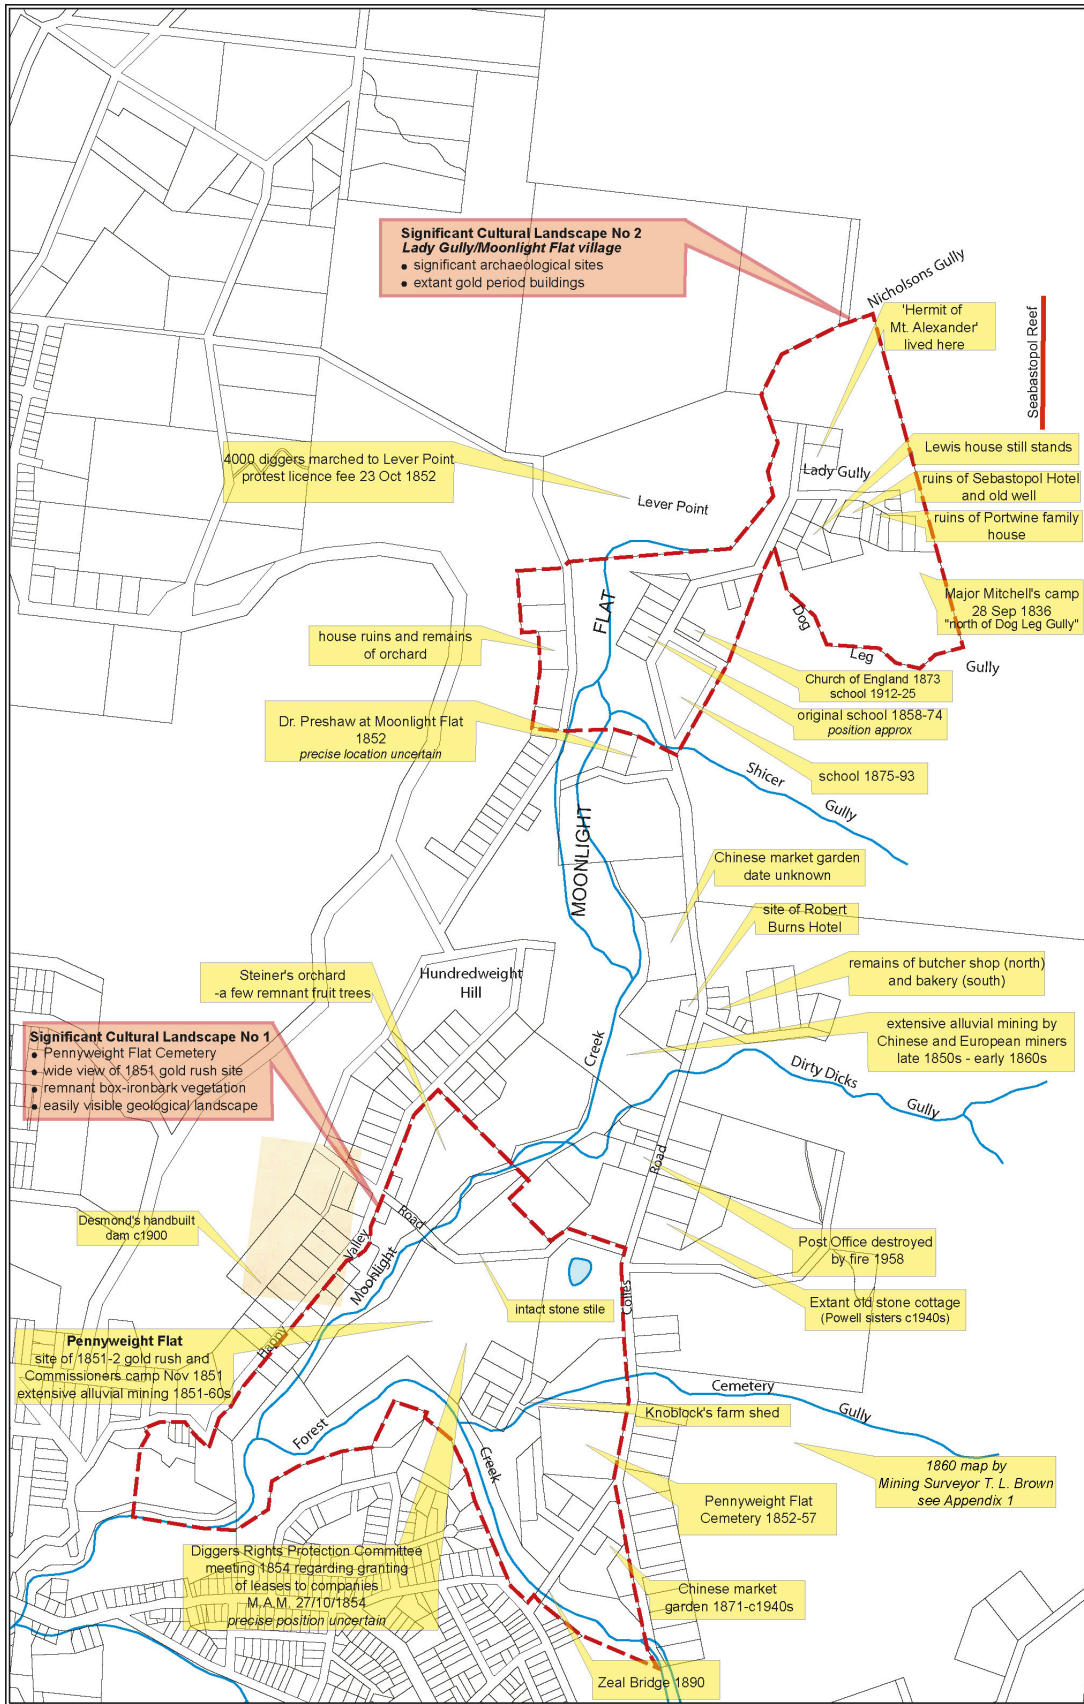 Significant Cultural Landscape No 2
Lady Gully/Moonlight Flat village
• significant archaeological sites
• extant gold period buildings
Nicholsons Gully
'Hermit of
Mt. Alexander'
lived here
Seabastopol Reef
Lewis house still stands
4000 diggers marched to Lever Point
protest licence fee 23 Oct 1852
Lady Gully
ruins of Sebastopol Hotel
and old well
Lever Point
ruins of Portwine family
house
Major Mitchell's camp
28 Sep 1836
"north of Dog Leg Gully"
FLAT
Dog
Leg
Gully
house ruins and remains
of orchard
Church of England 1873
school 1912-25
original school 1858-74
position approx
Dr. Preshaw at Moonlight Flat
1852
precise location uncertain
school 1875-93
Shicer
Gully
MOONLIGHT
Chinese market garden
date unknown
site of Robert
Burns Hotel
Steiner's orchard
-a few remnant fruit trees
Hundredweight
Hill
remains of butcher shop (north)
and bakery (south)
Significant Cultural Landscape No 1
• Pennyweight Flat Cemetery
• wide view of 1851 gold rush site
• remnant box-ironbark vegetation
• easily visible geological landscape
extensive alluvial mining by
Chinese and European miners
late 1850s - early 1860s
Creek
Dirty Dicks
Gully
Road
Desmond's handbuilt
dam c1900
Road
Valley
Moonlight
Happy
Post Office destroyed
by fire 1958
intact stone stile
Colles
Extant old stone cottage
(Powell sisters c1940s)
Pennyweight Flat
site of 1851-2 gold rush and
Commissioners camp Nov 1851
extensive alluvial mining 1851-60s
Cemetery
Gully
Knoblock's farm shed
Forest
Creek
1860 map by
Mining Surveyor T. L. Brown
see Appendix 1
Pennyweight Flat
Cemetery 1852-57
Diggers Rights Protection Committee
meeting 1854 regarding granting
of leases to companies
M.A.M. 27/10/1854
precise position uncertain
Chinese market
garden 1871-c1940s
Zeal Bridge 1890